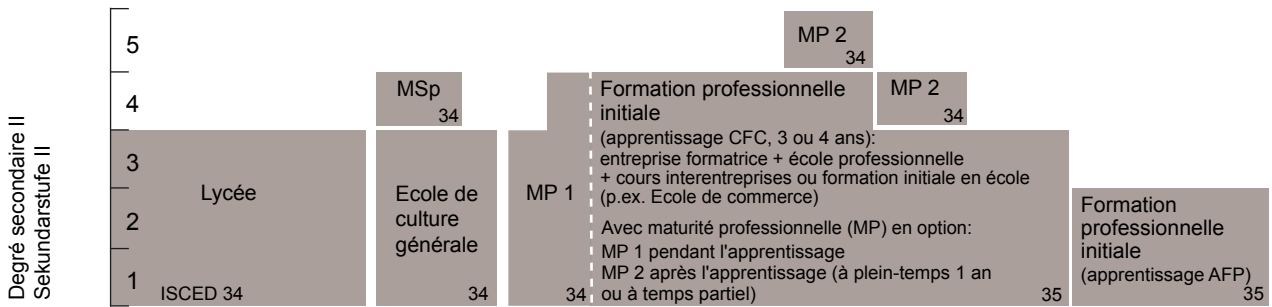 Degré secondaire II
Sekundarstufe II
5
4
3
2
1
Lycée
ISCED 34
MSp
34
Ecole de
culture
générale
34
MP 1
34
Formation professionnelle
initiale
(apprentissage CFC, 3 ou 4 ans):
entreprise formatrice + école professionnelle
+ cours interentreprises ou formation initiale en école
(p.ex. Ecole de commerce)
Avec maturité professionnelle (MP) en option:
MP 1 pendant l'apprentissage
MP 2 après l'apprentissage (à plein-temps 1 an
ou à temps partiel)
35
MP 2
34
MP 2
34
Formation
professionnelle
initiale
(apprentissage AFP)
35